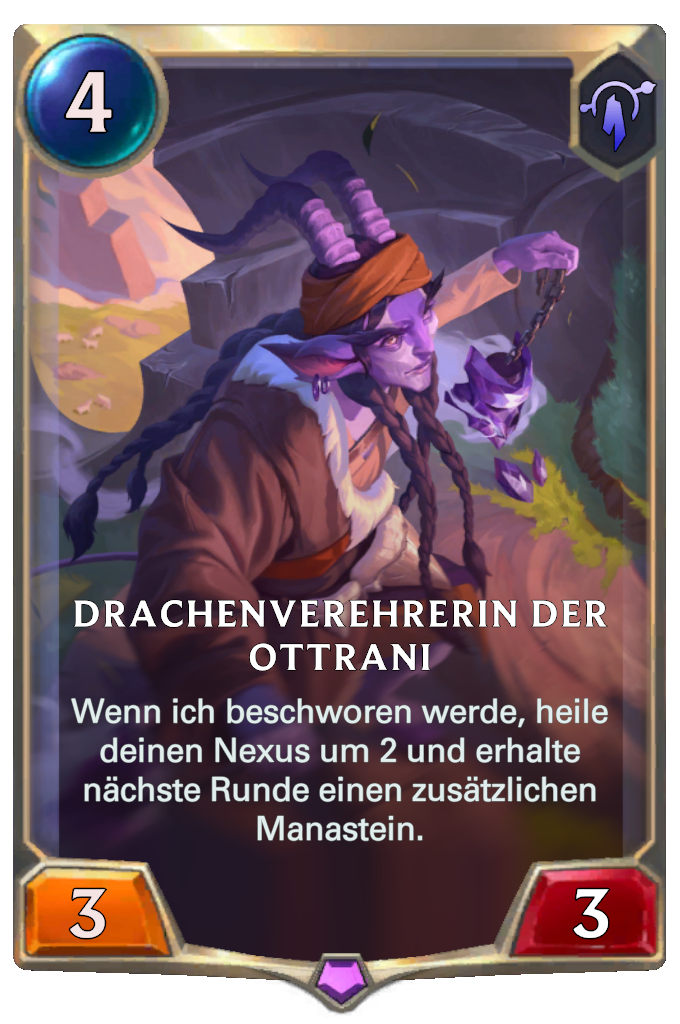 4
DRACHENVEREHRERIN DER
OTTRANI
Wenn ich beschworen werde, heile
deinen Nexus um 2 und erhalte
nächste Runde einen zusätzlichen
Manastein.
3
3